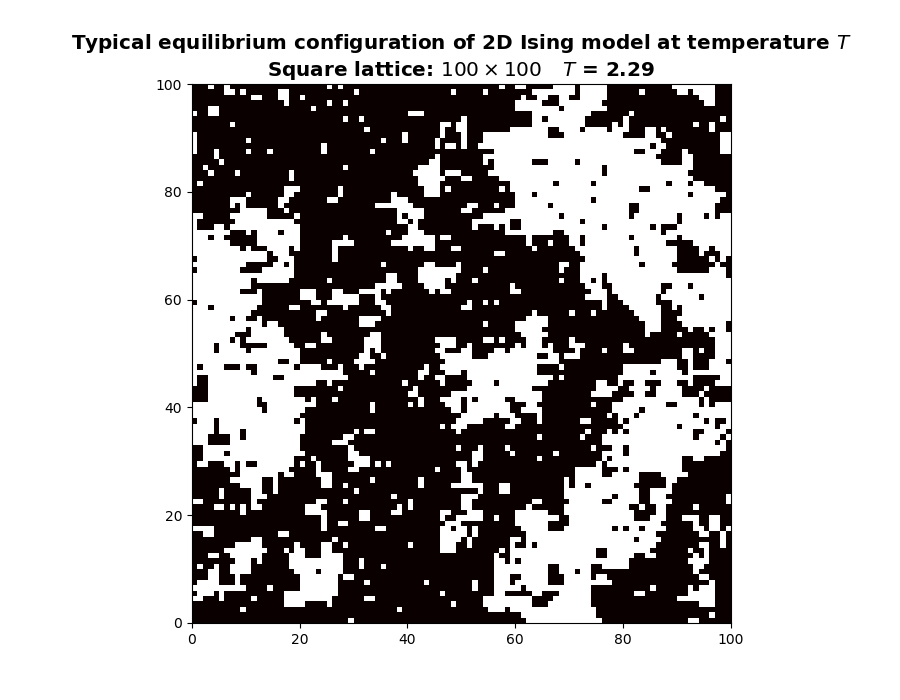 Typical equilibrium configuration of 2D Ising model at temperature T
Square lattice: 100 × 100 T = 2.29
100
80
60
40
20
0
0 20 40 60 80 100